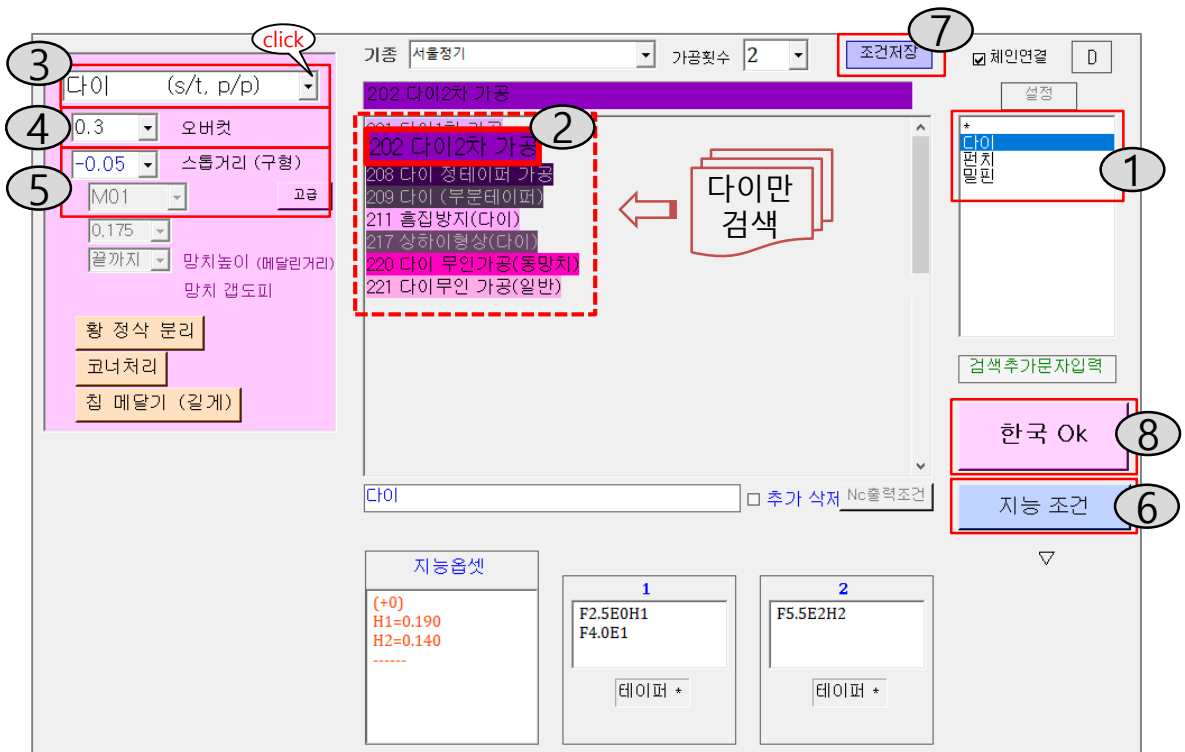 click
3
다이 (s/t, p/p)
4
0.3 오버컷
-0.05 스톱거리 (구형)
5
M01 고급
0.175
끝까지 망치높이 (메달린거리)
망치 갭도피
황 정삭 분리
코너처리
칩 메달기 (길게)
기종 서울정기 가공횟수 2 조건저장
7
202 다이2차 가공
2
201 다이1차 가공
202 다이2차 가공
208 다이 정테이퍼 가공
209 다이 (부분테이퍼)
211 흠집방지(다이)
217 상하이형상(다이)
220 다이 무인가공(동망치)
221 다이무인 가공(일반)
다이만
검색
다이 추가 삭제 Nc출력조건
체인연결 D
설정
*
다이
펀치
밀핀
1
검색추가문자입력
한국 Ok
8
지능 조건
6
▽
지능옵셋
(+0)
H1=0.190
H2=0.140
------
1
F2.5E0H1
F4.0E1
테이퍼 *
2
F5.5E2H2
테이퍼 *